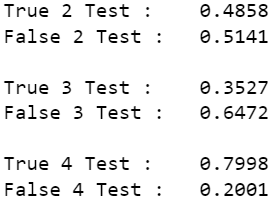 True 2 Test :    0.4858
False 2 Test :   0.5141

True 3 Test :    0.3527
False 3 Test :   0.6472

True 4 Test :    0.7998
False 4 Test :   0.2001